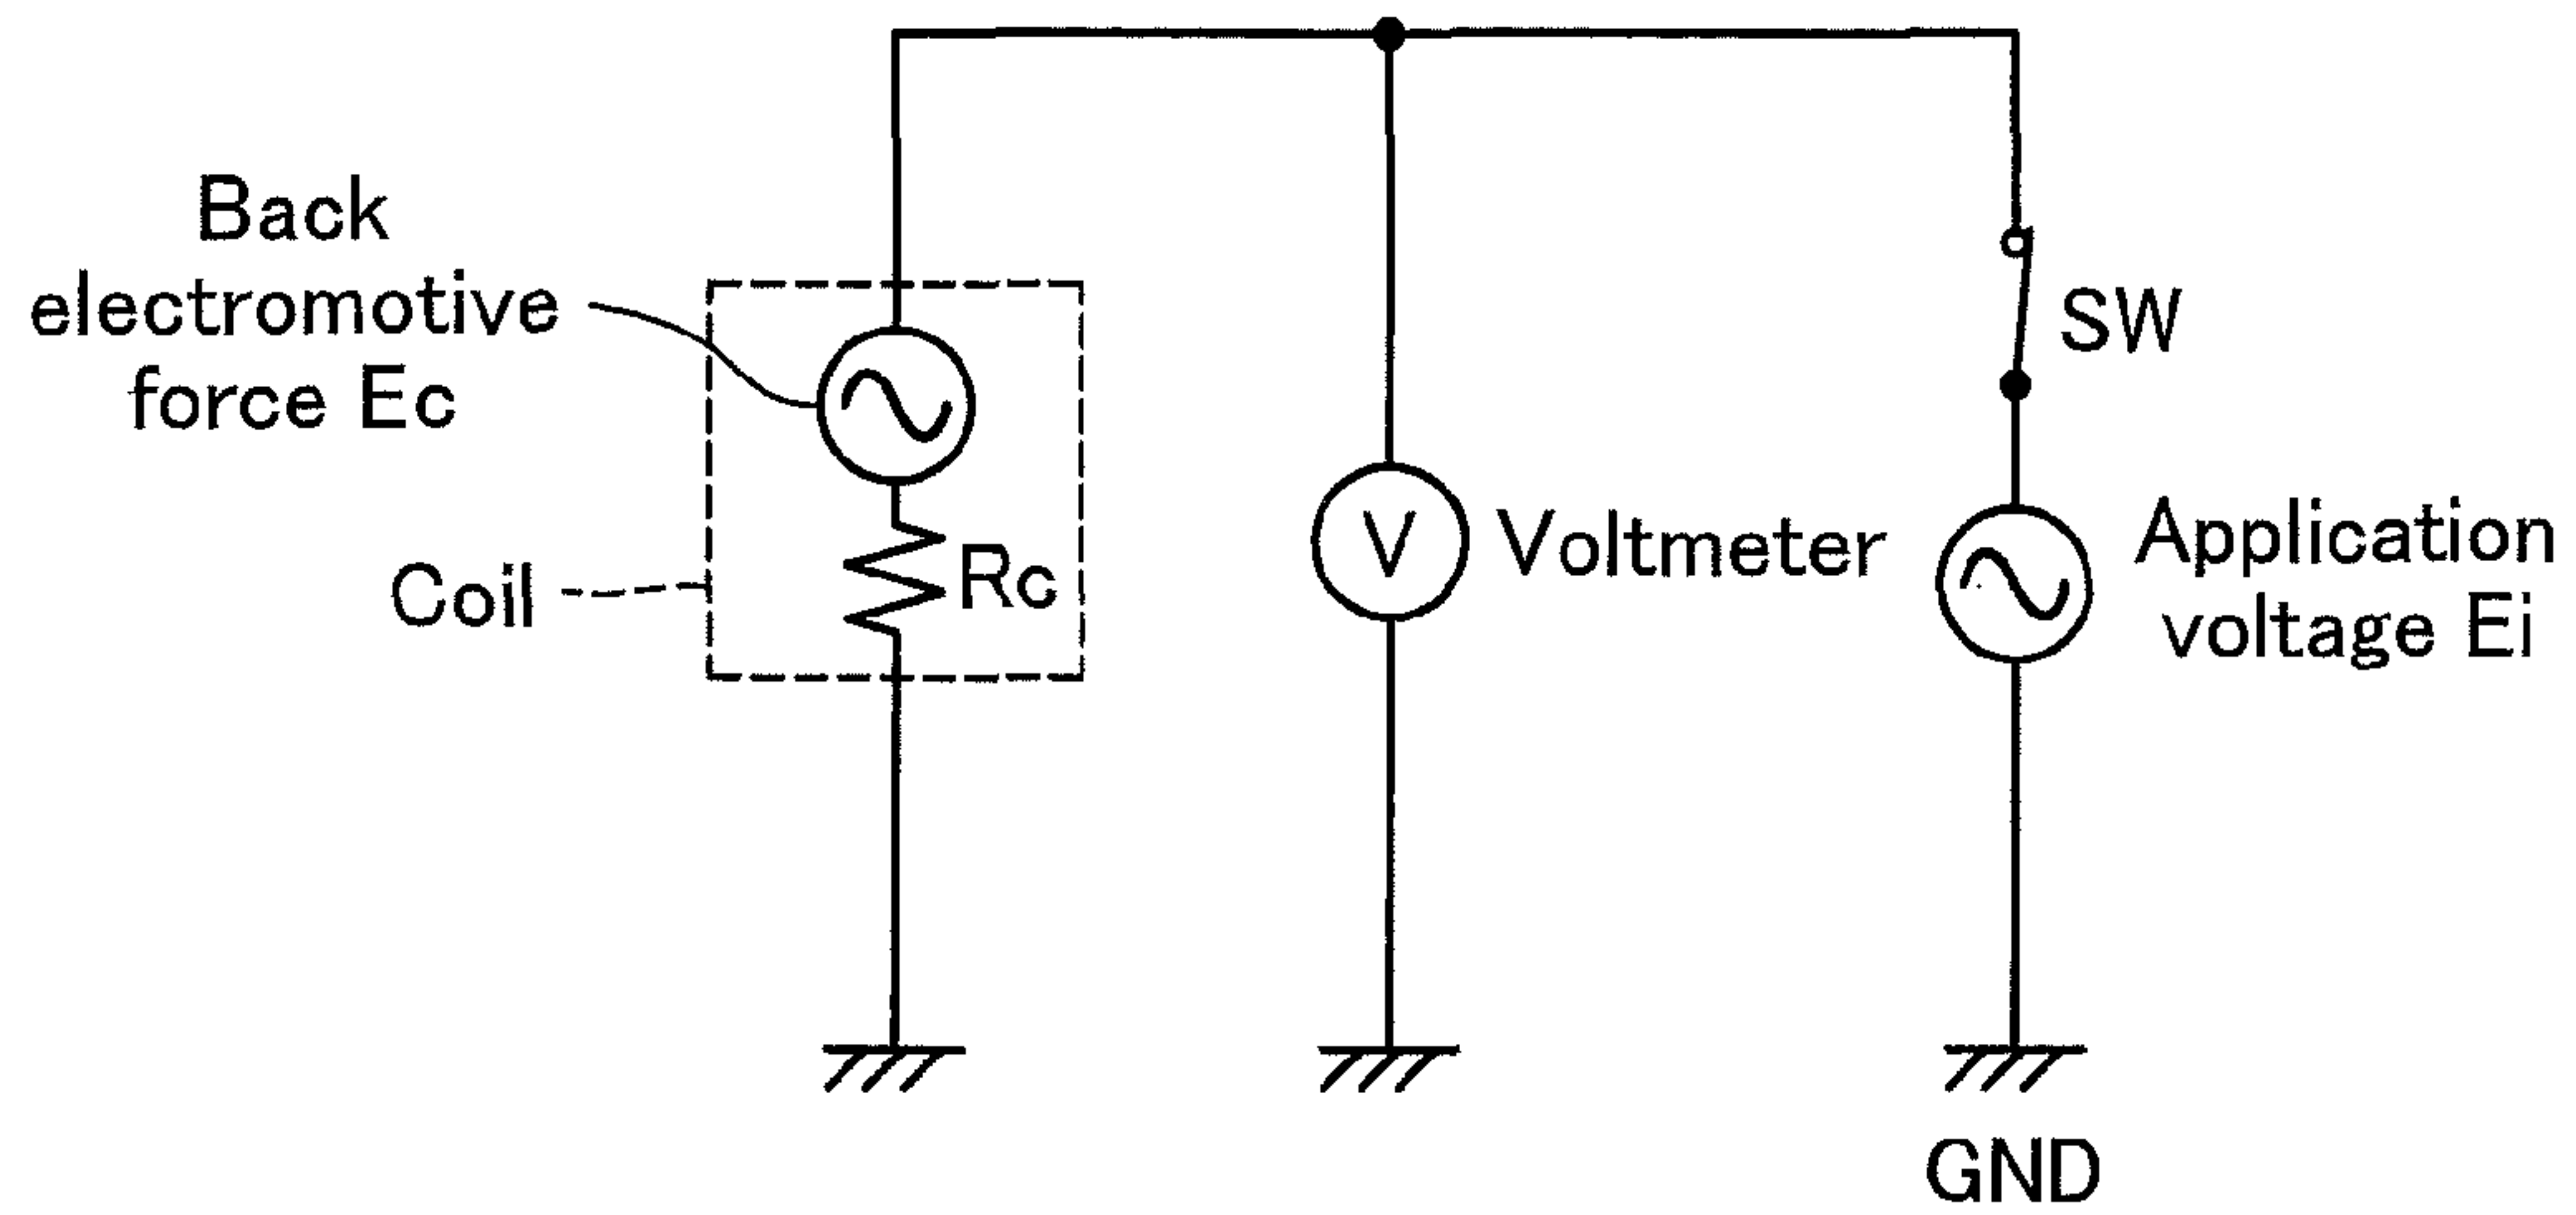 Back
electromotive
force Ec
Coil
Rc
V
Voltmeter
SW
Application
voltage Ei
GND